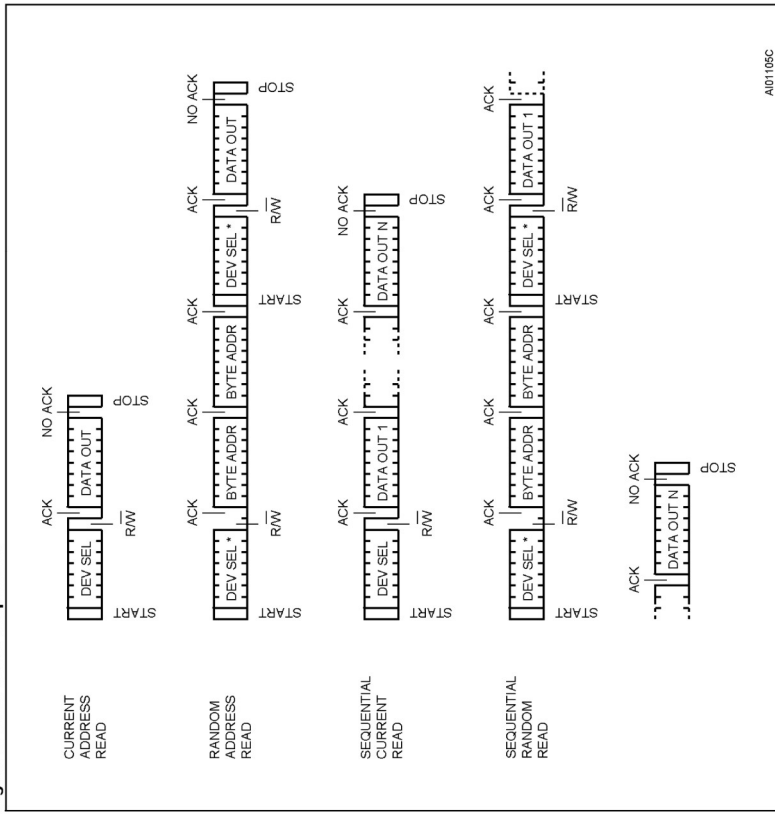 CURRENT
ADDRESS
READ
ACK
NO ACK
DEV SEL
DATA OUT
START
R/W
STOP
RANDOM
ADDRESS
READ
ACK
ACK
ACK
ACK
NO ACK
DEV SEL *
BYTE ADDR
BYTE ADDR
DEV SEL *
DATA OUT
START
R/W
START
R/W
STOP
SEQUENTIAL
CURRENT
READ
ACK
ACK
ACK
NO ACK
DEV SEL
DATA OUT 1
DATA OUT N
START
R/W
STOP
SEQUENTIAL
RANDOM
READ
ACK
ACK
ACK
ACK
ACK
DEV SEL *
BYTE ADDR
BYTE ADDR
DEV SEL *
DATA OUT 1
START
R/W
START
R/W
ACK
NO ACK
DATA OUT N
STOP
AI01105C